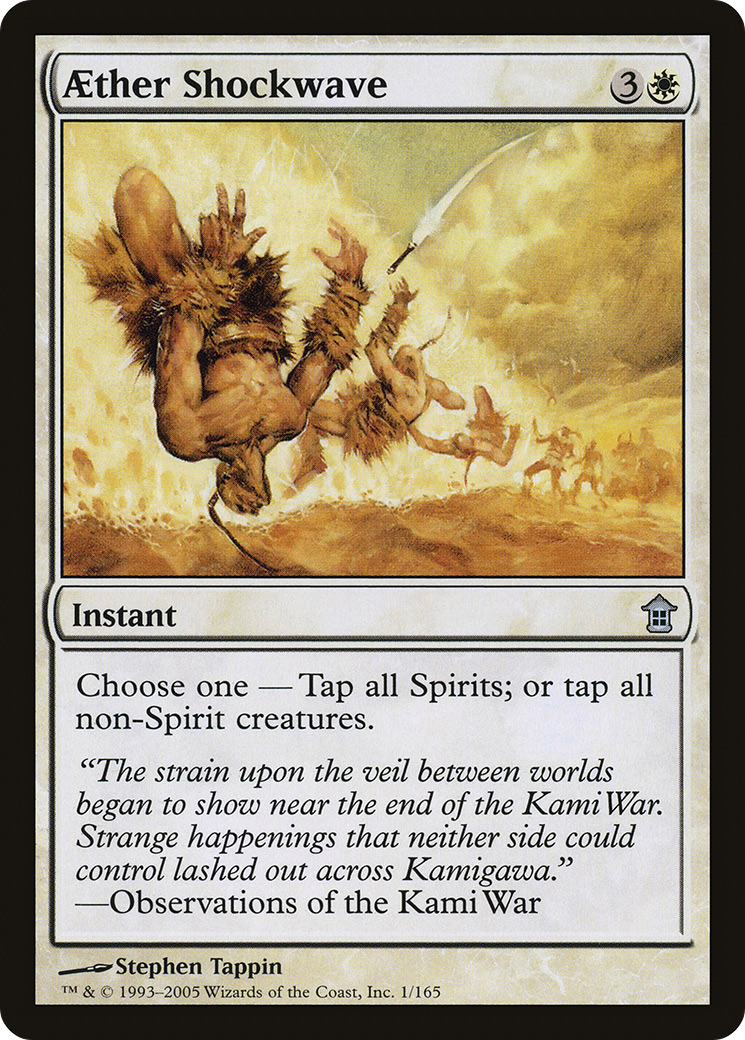 Æther Shockwave
3
Instant
Choose one — Tap all Spirits; or tap all
non-Spirit creatures.
“The strain upon the veil between worlds
began to show near the end of the Kami War.
Strange happenings that neither side could
control lashed out across Kamigawa.”
—Observations of the Kami War
Stephen Tappin
™ & © 1993–2005 Wizards of the Coast, Inc. 1/165